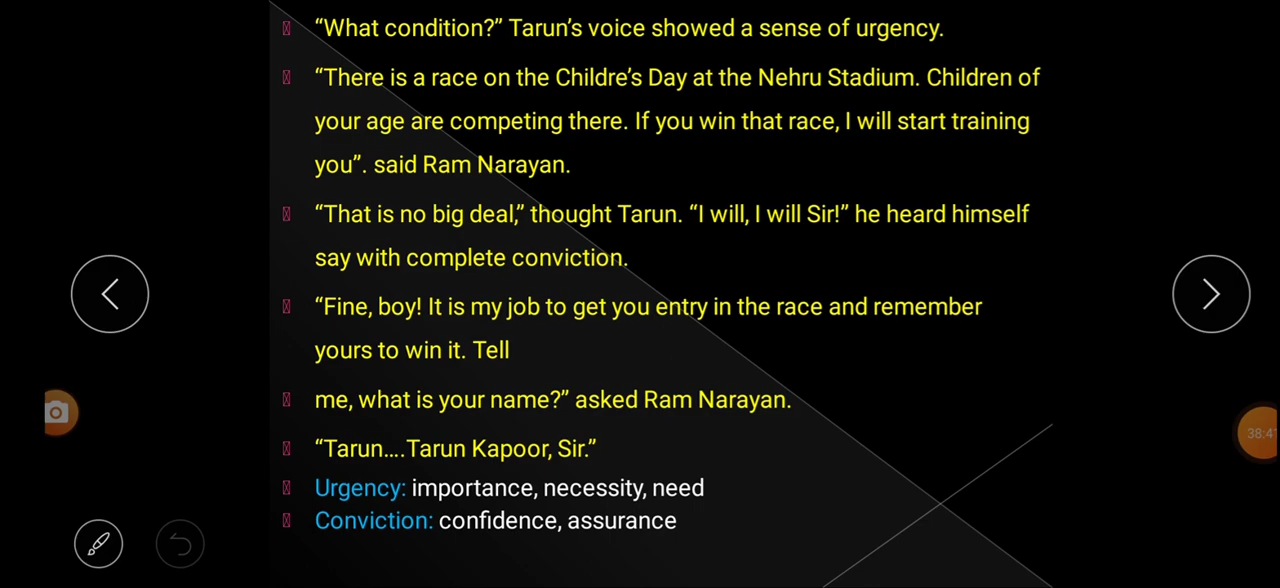 “What condition?” Tarun’s voice showed a sense of urgency.
“There is a race on the Childre’s Day at the Nehru Stadium. Children of
your age are competing there. If you win that race, I will start training
you”. said Ram Narayan.
“That is no big deal,” thought Tarun. “I will, I will Sir!” he heard himself
say with complete conviction.
“Fine, boy! It is my job to get you entry in the race and remember
yours to win it. Tell
me, what is your name?” asked Ram Narayan.
“Tarun….Tarun Kapoor, Sir.”
Urgency: importance, necessity, need
Conviction: confidence, assurance